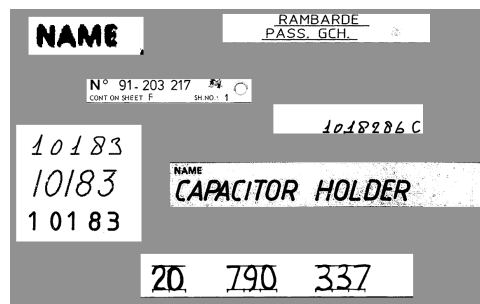 NAME
RAMBARDE
PASS. GCH.
N° 91-203 217
CONT ON SHEET F SH.NO. 1
1018286 C
10183
10183
10183
NAME
CAPACITOR HOLDER
20 790 337